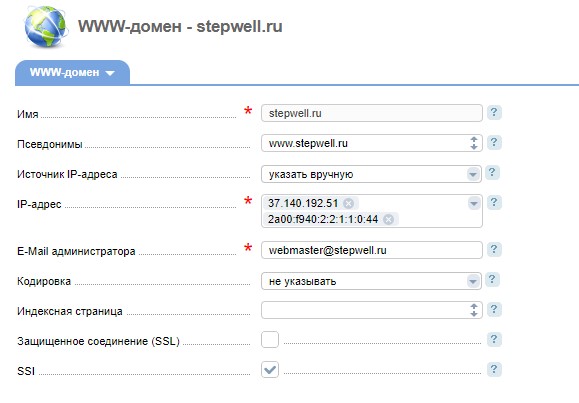 WWW-домен - stepwell.ru
WWW-домен
Имя * stepwell.ru ?
Псевдонимы www.stepwell.ru ?
Источник IP-адреса указать вручную ?
IP-адрес * 37.140.192.51 ?
2a00:f940:2:2:1:1:0:44
E-Mail администратора * webmaster@stepwell.ru ?
Кодировка не указывать ?
Индексная страница ?
Защищенное соединение (SSL) ?
SSI ?